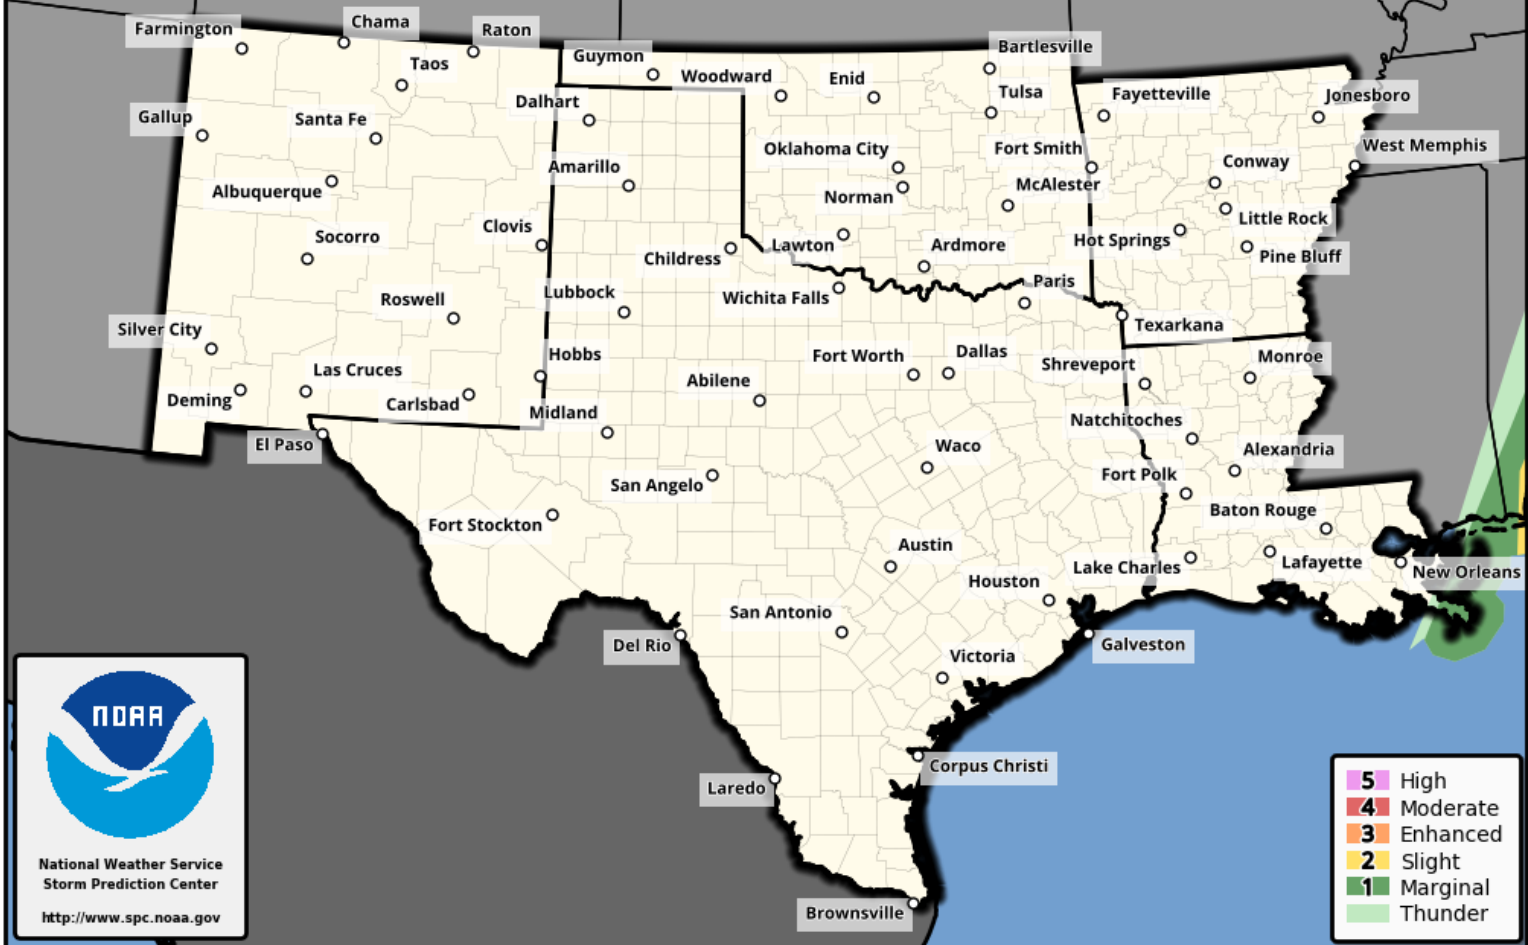 Farmington
Chama
Raton
Taos
Guymon
Woodward
Enid
Bartlesville
Dalhart
Tulsa
Fayetteville
Jonesboro
Gallup
Santa Fe
Amarillo
Oklahoma City
Fort Smith
Conway
West Memphis
Albuquerque
Norman
McAlester
Socorro
Clovis
Childress
Lawton
Ardmore
Hot Springs
Little Rock
Pine Bluff
Roswell
Lubbock
Wichita Falls
Paris
Texarkana
Silver City
Hobbs
Fort Worth
Dallas
Shreveport
Monroe
Las Cruces
Deming
Carlsbad
Midland
Abilene
Natchitoches
El Paso
San Angelo
Waco
Fort Polk
Alexandria
Fort Stockton
Austin
Baton Rouge
Houston
Lake Charles
Lafayette
New Orleans
San Antonio
Del Rio
Victoria
Galveston
Laredo
Corpus Christi
Brownsville
NOAA
National Weather Service
Storm Prediction Center
http://www.spc.noaa.gov
5 High
4 Moderate
3 Enhanced
2 Slight
1 Marginal
Thunder